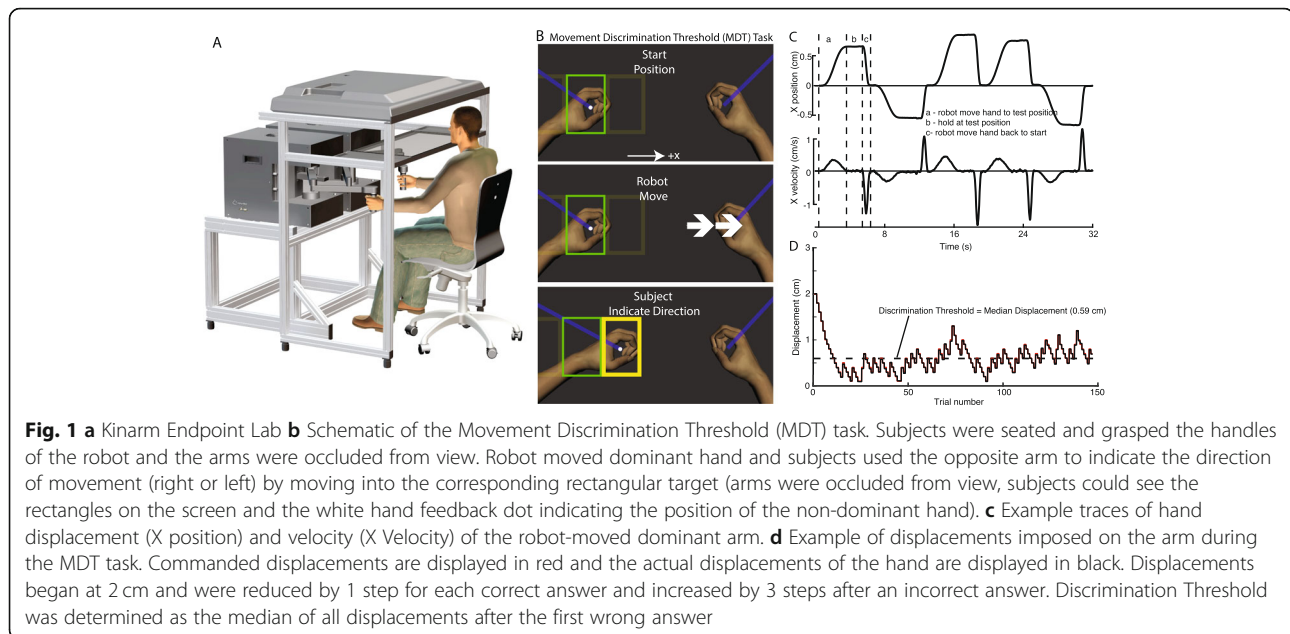 A
B Movement Discrimination Threshold (MDT) Task
Start
Position
+x
Robot
Move
Subject
Indicate Direction
C
a b c
X position (cm)
0.5
0
-0.5
a - robot move hand to test position
b - hold at test position
c- robot move hand back to start
X velocity (cm/s)
1
0
-1
0 8 16 24 32
Time (s)
D
Displacement (cm)
3
2
1
0
Discrimination Threshold = Median Displacement (0.59 cm)
0 50 100 150
Trial number
Fig. 1 a Kinarm Endpoint Lab b Schematic of the Movement Discrimination Threshold (MDT) task. Subjects were seated and grasped the handles
of the robot and the arms were occluded from view. Robot moved dominant hand and subjects used the opposite arm to indicate the direction
of movement (right or left) by moving into the corresponding rectangular target (arms were occluded from view, subjects could see the
rectangles on the screen and the white hand feedback dot indicating the position of the non-dominant hand). c Example traces of hand
displacement (X position) and velocity (X Velocity) of the robot-moved dominant arm. d Example of displacements imposed on the arm during
the MDT task. Commanded displacements are displayed in red and the actual displacements of the hand are displayed in black. Displacements
began at 2 cm and were reduced by 1 step for each correct answer and increased by 3 steps after an incorrect answer. Discrimination Threshold
was determined as the median of all displacements after the first wrong answer